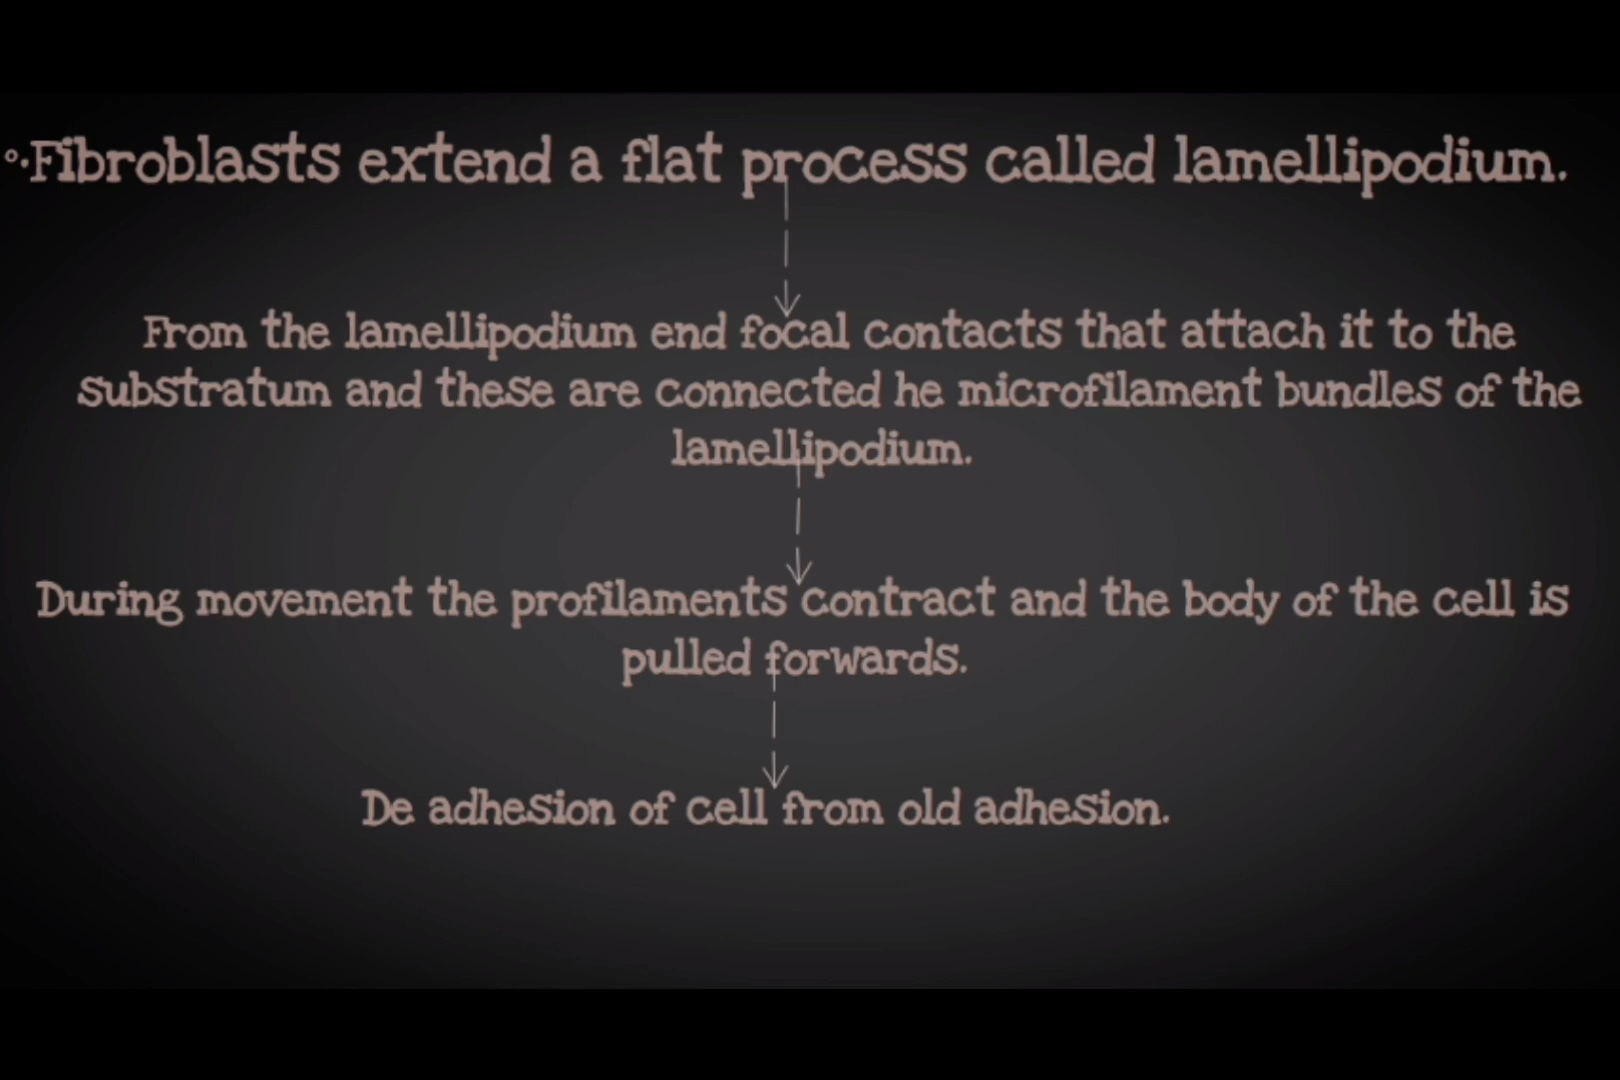 °·Fibroblasts extend a flat process called lamellipodium.
From the lamellipodium end focal contacts that attach it to the
substratum and these are connected he microfilament bundles of the
lamellipodium.
During movement the profilaments contract and the body of the cell is
pulled forwards.
De adhesion of cell from old adhesion.